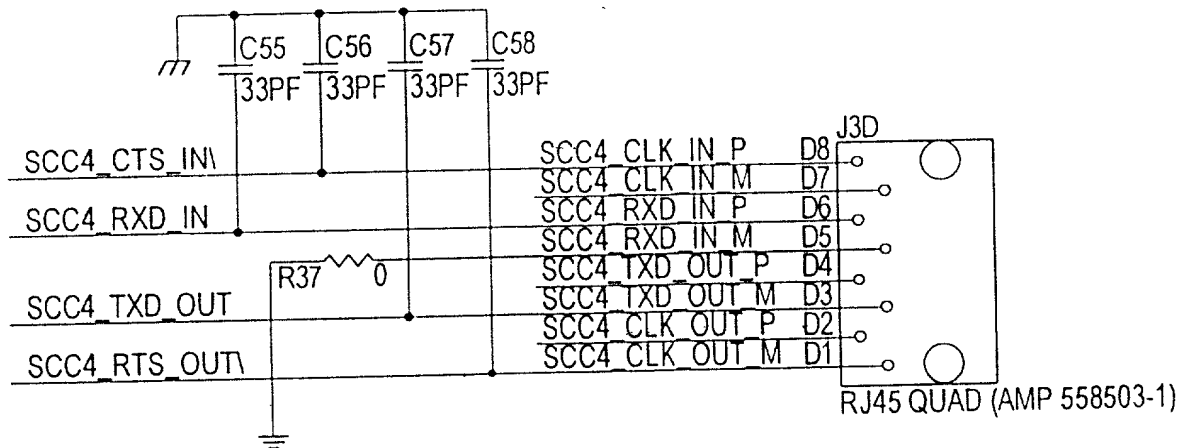 C55
C56
C57
C58
33PF
33PF
33PF
33PF
J3D
SCC4_CTS_IN\
SCC4_CLK_IN_P D8
SCC4_CLK_IN_M D7
SCC4_RXD_IN
SCC4_RXD_IN_P D6
SCC4_RXD_IN_M D5
R37 0
SCC4_TXD_OUT_P D4
SCC4_TXD_OUT
SCC4_TXD_OUT_M D3
SCC4_CLK_OUT_P D2
SCC4_RTS_OUT\
SCC4_CLK_OUT_M D1
RJ45 QUAD (AMP 558503-1)